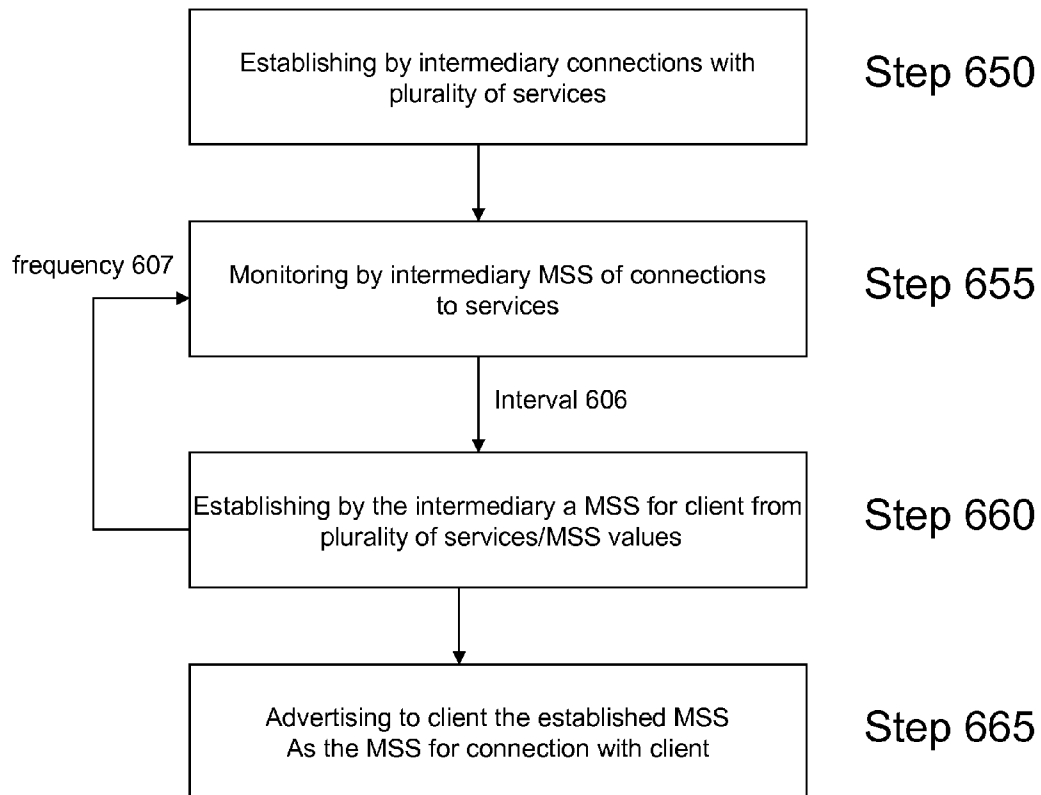 Establishing by intermediary connections with
plurality of services
Step 650
frequency 607
Monitoring by intermediary MSS of connections
to services
Step 655
Interval 606
Establishing by the intermediary a MSS for client from
plurality of services/MSS values
Step 660
Advertising to client the established MSS
As the MSS for connection with client
Step 665